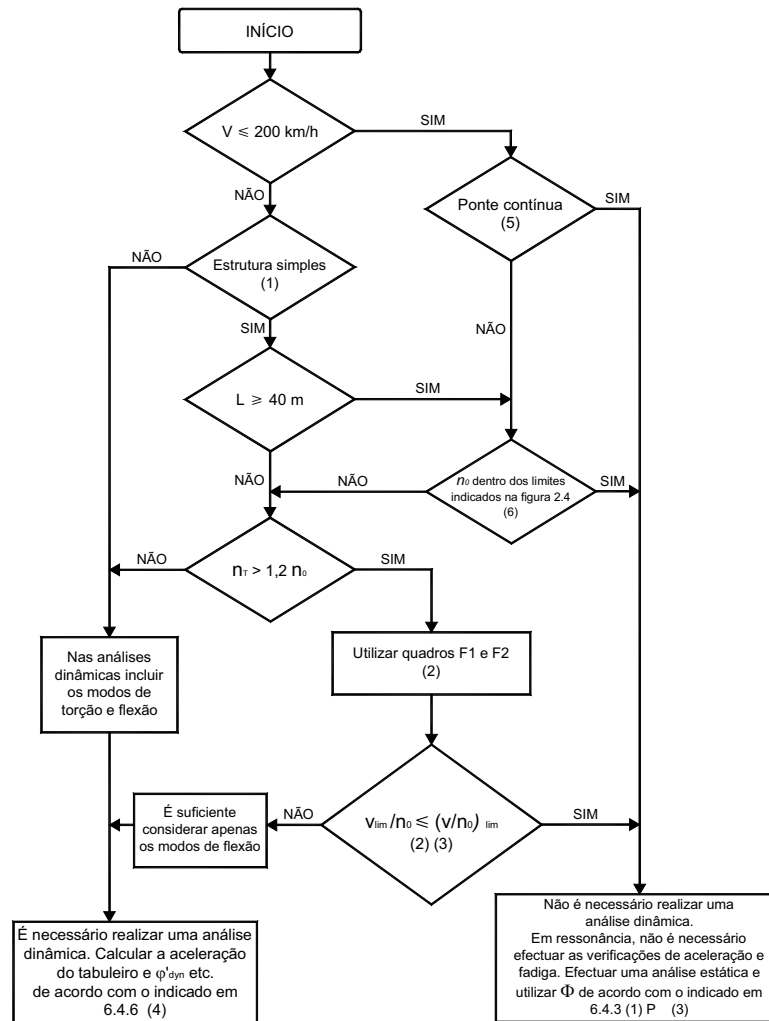 INÍCIO
V ≤ 200 km/h
SIM
NÃO
Ponte contínua
(5)
SIM
NÃO
Estrutura simples
(1)
NÃO
SIM
NÃO
L ≥ 40 m
SIM
NÃO
n₀ dentro dos limites
indicados na figura 2.4
(6)
NÃO
SIM
NÃO
nT > 1,2 n₀
SIM
Nas análises
dinâmicas incluir
os modos de
torção e flexão
Utilizar quadros F1 e F2
(2)
É suficiente
considerar apenas
os modos de flexão
NÃO
vlim/n₀ ≤ (v/n₀) lim
(2) (3)
SIM
É necessário realizar uma análise
dinâmica. Calcular a aceleração
do tabuleiro e φ'dyn etc.
de acordo com o indicado em
6.4.6 (4)
Não é necessário realizar uma
análise dinâmica.
Em ressonância, não é necessário
efectuar as verificações de aceleração e
fadiga. Efectuar uma análise estática e
utilizar Φ de acordo com o indicado em
6.4.3 (1) P (3)